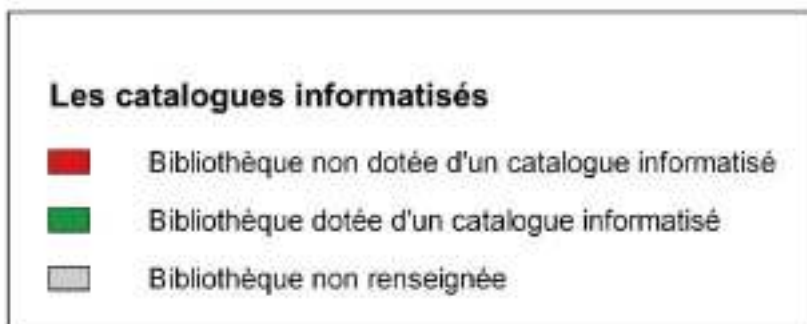 Les catalogues informatisés
Bibliothèque non dotée d'un catalogue informatisé
Bibliothèque dotée d'un catalogue informatisé
Bibliothèque non renseignée